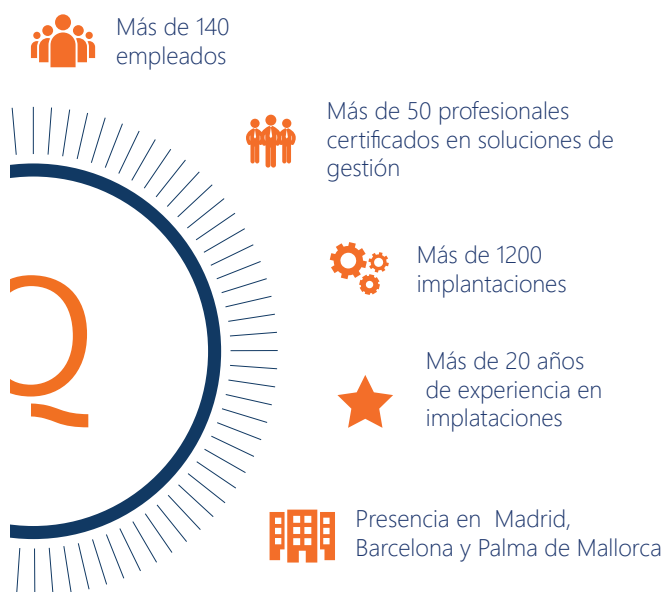 Más de 140
empleados
Más de 50 profesionales
certificados en soluciones de
gestión
Más de 1200
implantaciones
Q
Más de 20 años
de experiencia en
implataciones
Presencia en Madrid,
Barcelona y Palma de Mallorca